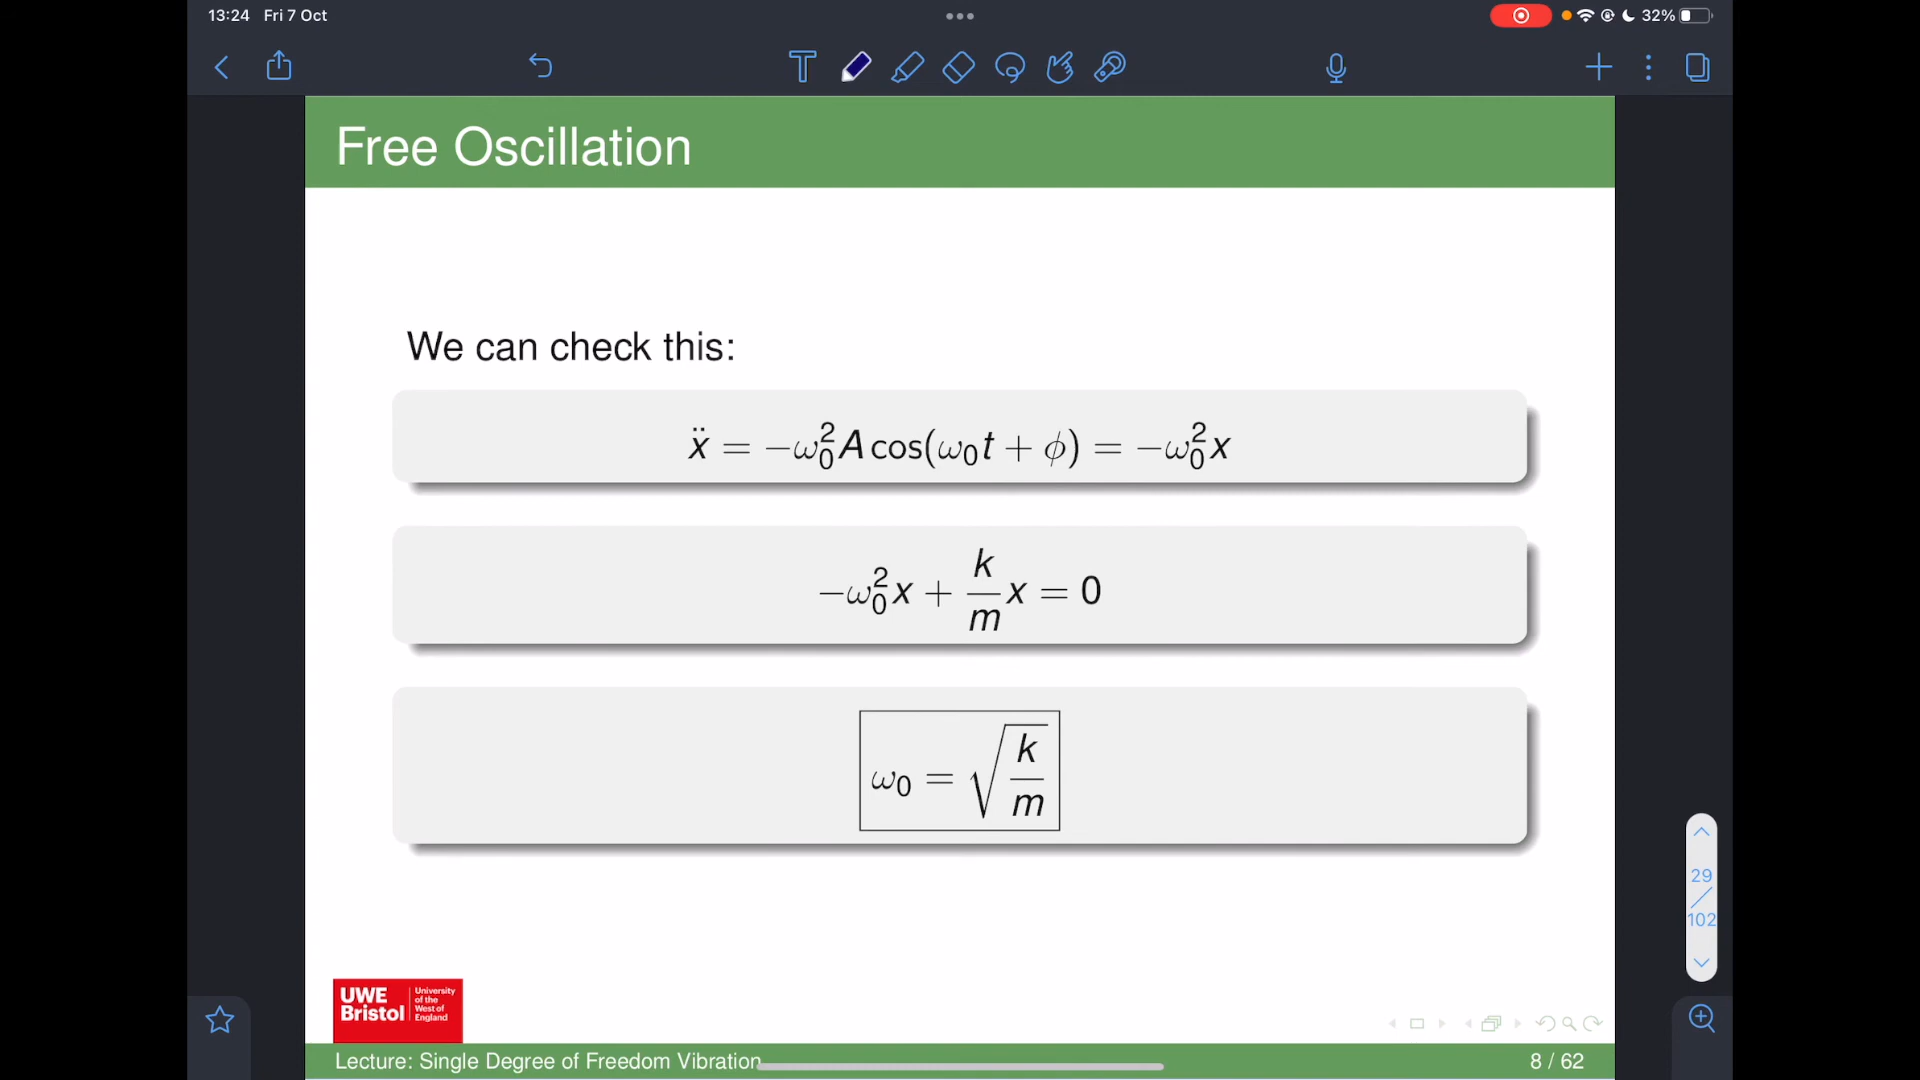 13:24 Fri 7 Oct
32%
Free Oscillation
We can check this:
ẍ = −ω₀²A cos(ω₀t + ϕ) = −ω₀²x
−ω₀²x + k/m x = 0
ω₀ = √(k/m)
29
102
UWE Bristol
University of the West of England
Lecture: Single Degree of Freedom Vibration
8 / 62